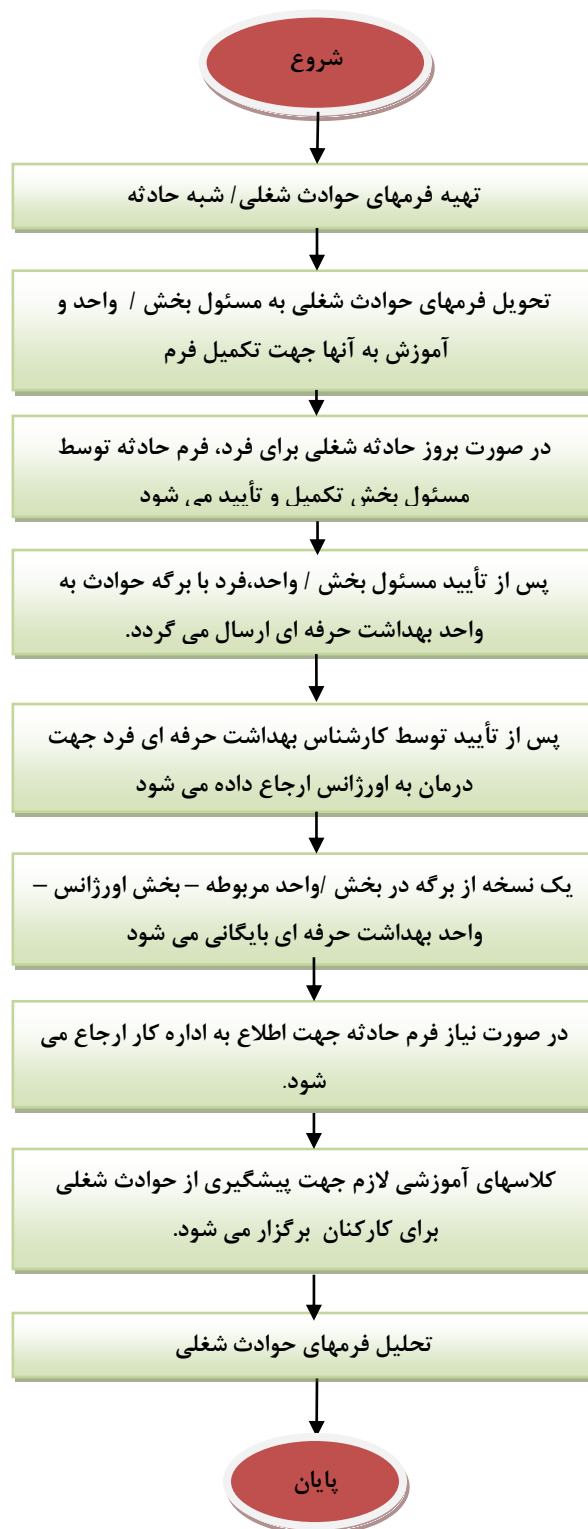 شروع
تهیه فرمهای حوادث شغلی/ شبه حادثه
تحویل فرمهای حوادث شغلی به مسئول بخش / واحد و
آموزش به آنها جهت تکمیل فرم
در صورت بروز حادثه شغلی برای فرد، فرم حادثه توسط
مسئول بخش تکمیل و تأیید می شود
پس از تأیید مسئول بخش / واحد،فرد با برگه حوادث به
واحد بهداشت حرفه ای ارسال می گردد.
پس از تأیید توسط کارشناس بهداشت حرفه ای فرد جهت
درمان به اورژانس ارجاع داده می شود
یک نسخه از برگه در بخش /واحد مربوطه – بخش اورژانس –
واحد بهداشت حرفه ای بایگانی می شود
در صورت نیاز فرم حادثه جهت اطلاع به اداره کار ارجاع می
شود.
کلاسهای آموزشی لازم جهت پیشگیری از حوادث شغلی
برای کارکنان برگزار می شود.
تحلیل فرمهای حوادث شغلی
پایان